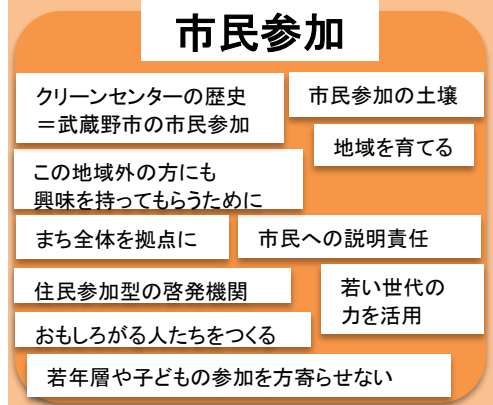 市民参加
クリーンセンターの歴史
＝武蔵野市の市民参加
市民参加の土壌
地域を育てる
この地域外の方にも
興味を持ってもらうために
まち全体を拠点に
市民への説明責任
住民参加型の啓発機関
若い世代の
力を活用
おもしろがる人たちをつくる
若年層や子どもの参加を方寄らせない